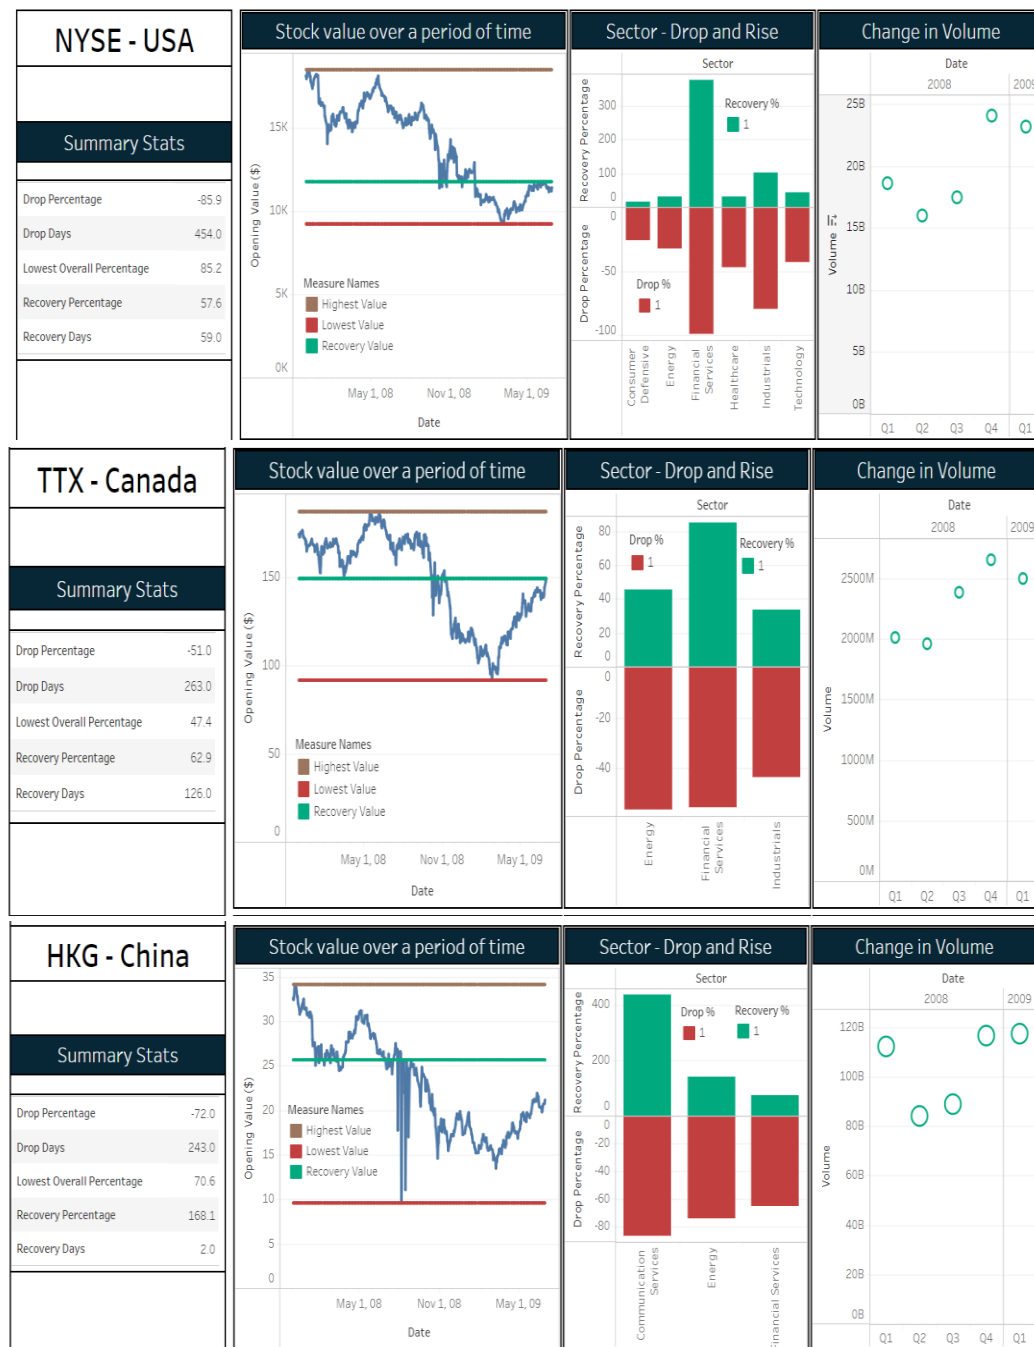 NYSE - USA
Summary Stats
Drop Percentage -85.9
Drop Days 454.0
Lowest Overall Percentage 85.2
Recovery Percentage 57.6
Recovery Days 59.0
Stock value over a period of time
Opening Value ($)
15K
10K
5K
0K
Measure Names
Highest Value
Lowest Value
Recovery Value
May 1, 08 Nov 1, 08 May 1, 09
Date
Sector - Drop and Rise
Sector
Recovery Percentage
300
200
100
0
Recovery %
1
Drop Percentage
0
-50
-100
Drop %
1
Consumer Defensive
Energy
Financial Services
Healthcare
Industrials
Technology
Change in Volume
Date
2008 2009
Volume
25B
20B
15B
10B
5B
0B
Q1 Q2 Q3 Q4 Q1
TTX - Canada
Summary Stats
Drop Percentage -51.0
Drop Days 263.0
Lowest Overall Percentage 47.4
Recovery Percentage 62.9
Recovery Days 126.0
Stock value over a period of time
Opening Value ($)
150
100
50
0
Measure Names
Highest Value
Lowest Value
Recovery Value
May 1, 08 Nov 1, 08 May 1, 09
Date
Sector - Drop and Rise
Sector
Recovery Percentage
80
60
40
20
0
Drop %
1
Recovery %
1
Drop Percentage
0
-20
-40
Energy
Financial Services
Industrials
Change in Volume
Date
2008 2009
Volume
2500M
2000M
1500M
1000M
500M
0M
Q1 Q2 Q3 Q4 Q1
HKG - China
Summary Stats
Drop Percentage -72.0
Drop Days 243.0
Lowest Overall Percentage 70.6
Recovery Percentage 168.1
Recovery Days 2.0
Stock value over a period of time
Opening Value ($)
35
30
25
20
15
10
5
0
Measure Names
Highest Value
Lowest Value
Recovery Value
May 1, 08 Nov 1, 08 May 1, 09
Date
Sector - Drop and Rise
Sector
Recovery Percentage
400
200
0
Drop %
1
Recovery %
1
Drop Percentage
0
-20
-40
-60
-80
Communication Services
Energy
Financial Services
Change in Volume
Date
2008 2009
Volume
120B
100B
80B
60B
40B
20B
0B
Q1 Q2 Q3 Q4 Q1